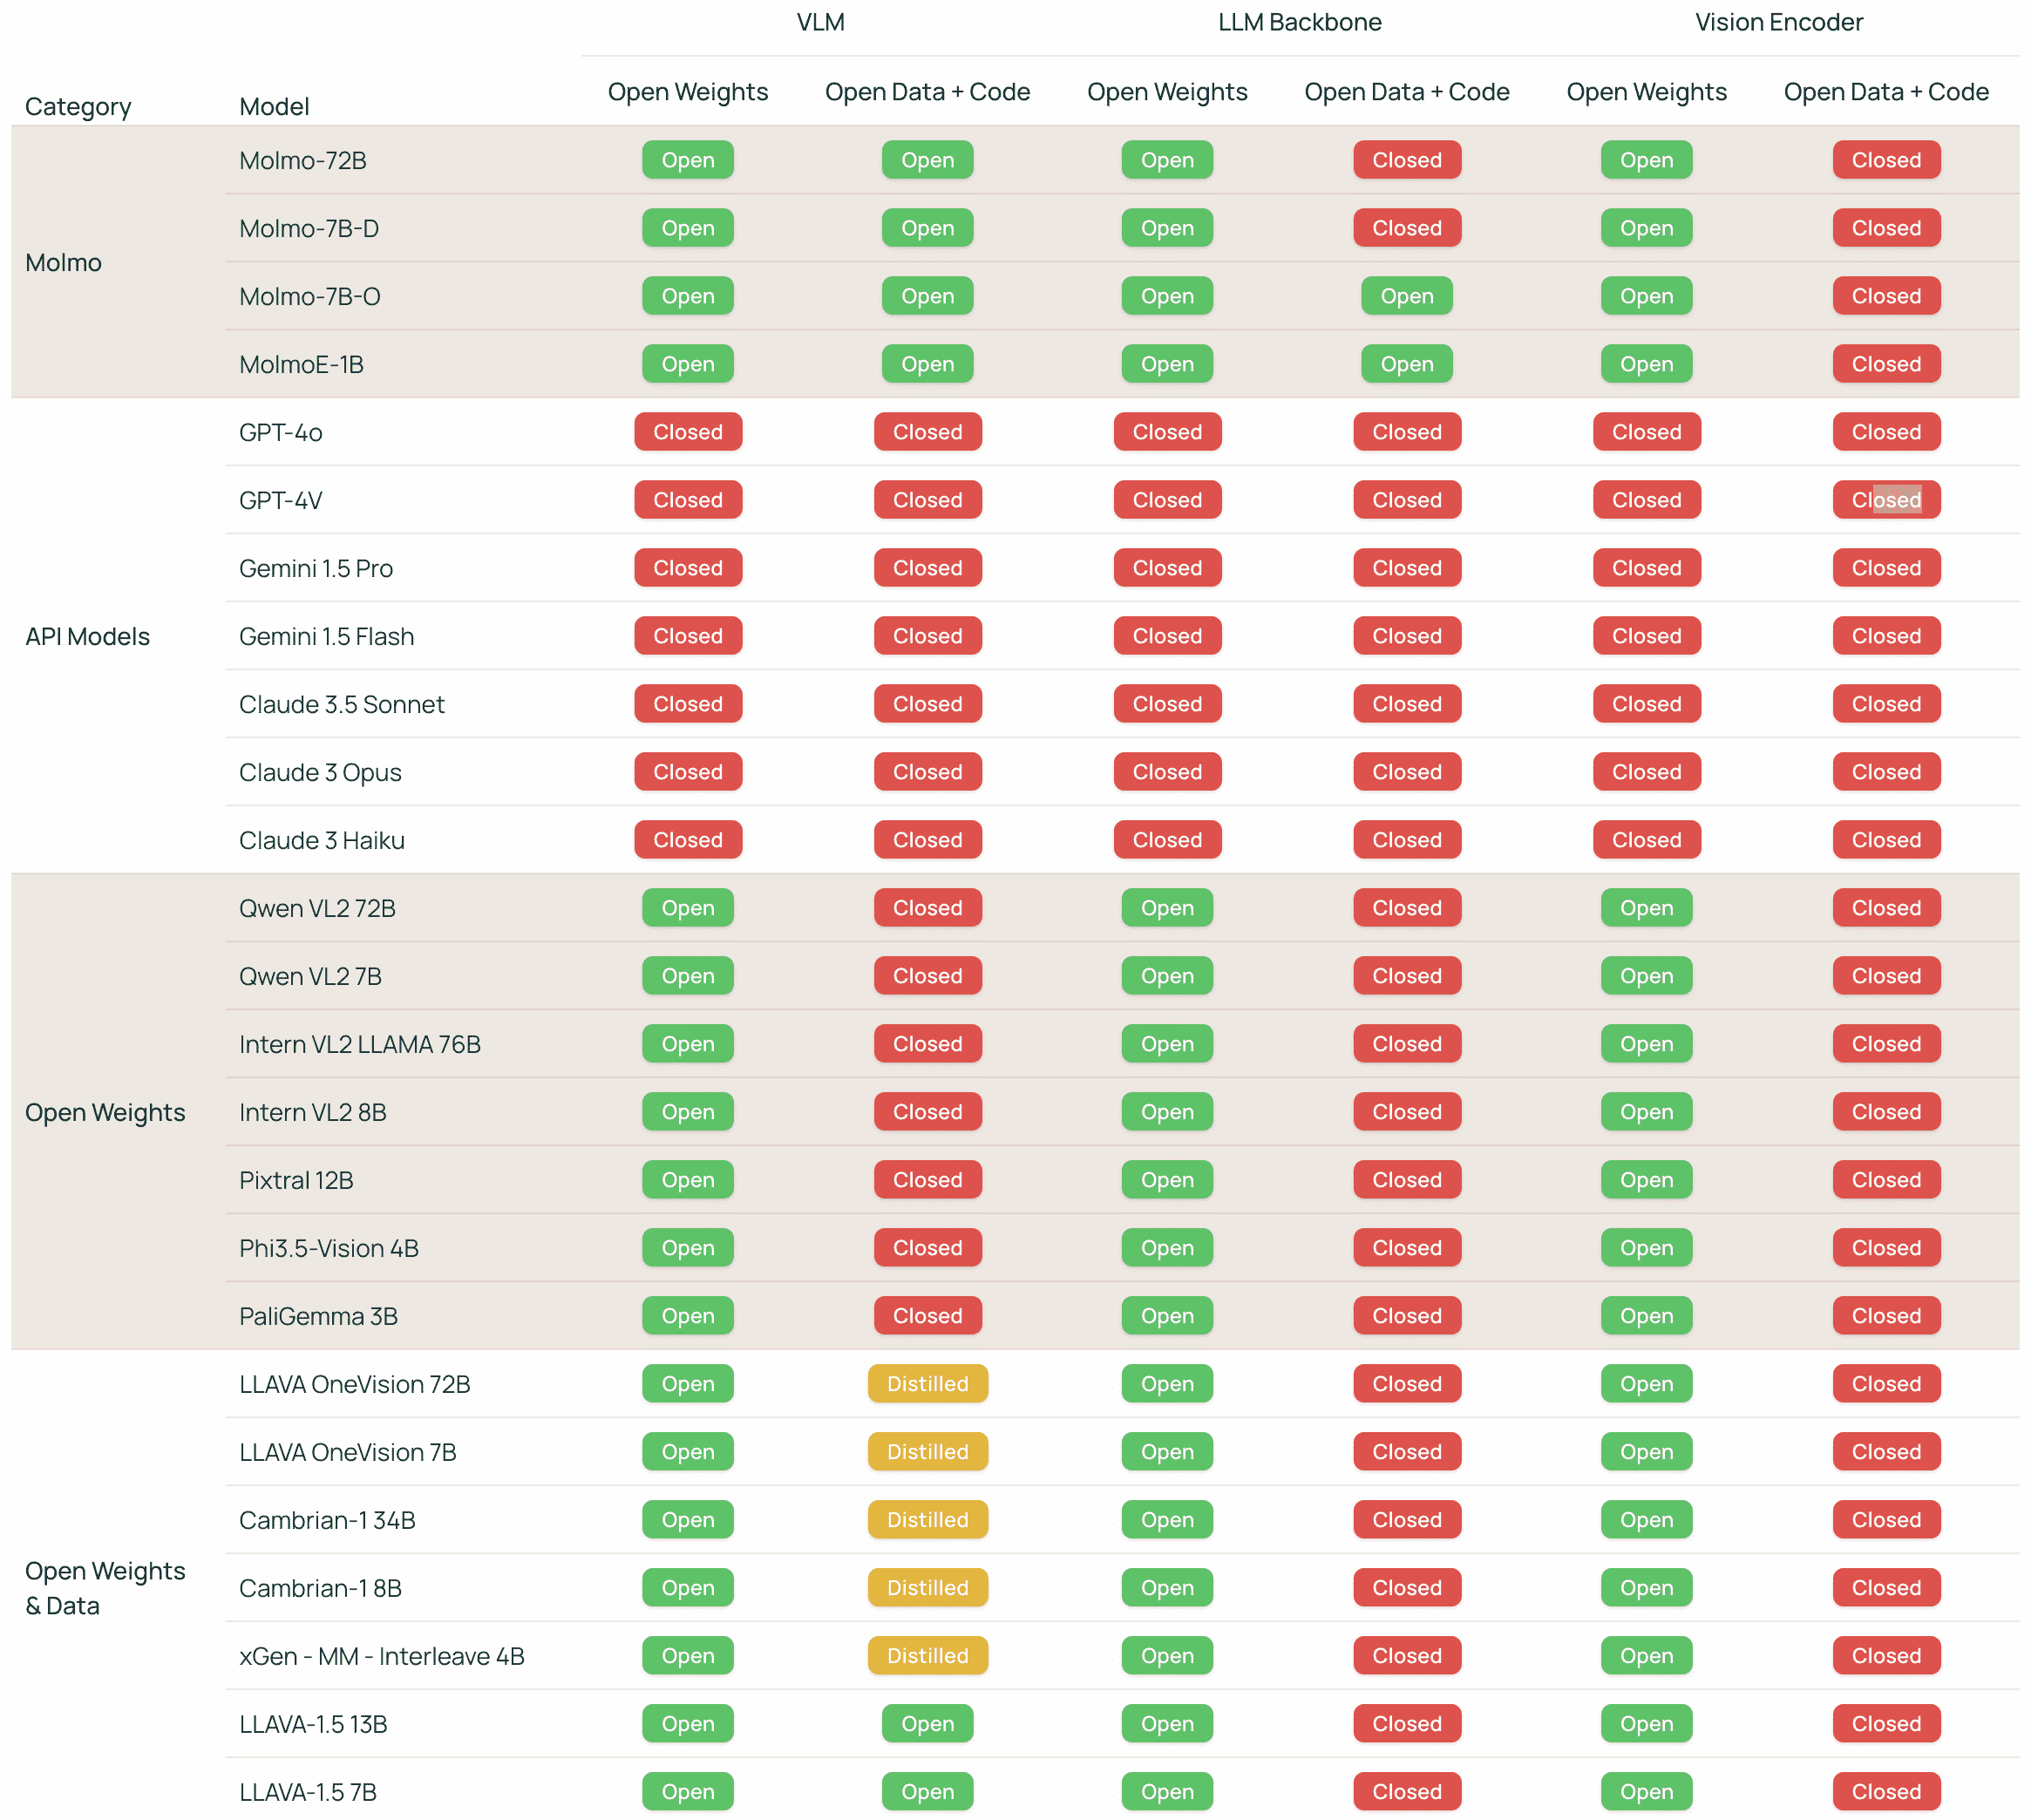 VLM LLM Backbone Vision Encoder
Category Model Open Weights Open Data + Code Open Weights Open Data + Code Open Weights Open Data + Code
Molmo
Molmo-72B Open Open Open Closed Open Closed
Molmo-7B-D Open Open Open Closed Open Closed
Molmo-7B-O Open Open Open Open Open Closed
MolmoE-1B Open Open Open Open Open Closed
API Models
GPT-4o Closed Closed Closed Closed Closed Closed
GPT-4V Closed Closed Closed Closed Closed Closed
Gemini 1.5 Pro Closed Closed Closed Closed Closed Closed
Gemini 1.5 Flash Closed Closed Closed Closed Closed Closed
Claude 3.5 Sonnet Closed Closed Closed Closed Closed Closed
Claude 3 Opus Closed Closed Closed Closed Closed Closed
Claude 3 Haiku Closed Closed Closed Closed Closed Closed
Open Weights
Qwen VL2 72B Open Closed Open Closed Open Closed
Qwen VL2 7B Open Closed Open Closed Open Closed
Intern VL2 LLAMA 76B Open Closed Open Closed Open Closed
Intern VL2 8B Open Closed Open Closed Open Closed
Pixtral 12B Open Closed Open Closed Open Closed
Phi3.5-Vision 4B Open Closed Open Closed Open Closed
PaliGemma 3B Open Closed Open Closed Open Closed
Open Weights
& Data
LLAVA OneVision 72B Open Distilled Open Closed Open Closed
LLAVA OneVision 7B Open Distilled Open Closed Open Closed
Cambrian-1 34B Open Distilled Open Closed Open Closed
Cambrian-1 8B Open Distilled Open Closed Open Closed
xGen - MM - Interleave 4B Open Distilled Open Closed Open Closed
LLAVA-1.5 13B Open Open Open Closed Open Closed
LLAVA-1.5 7B Open Open Open Closed Open Closed